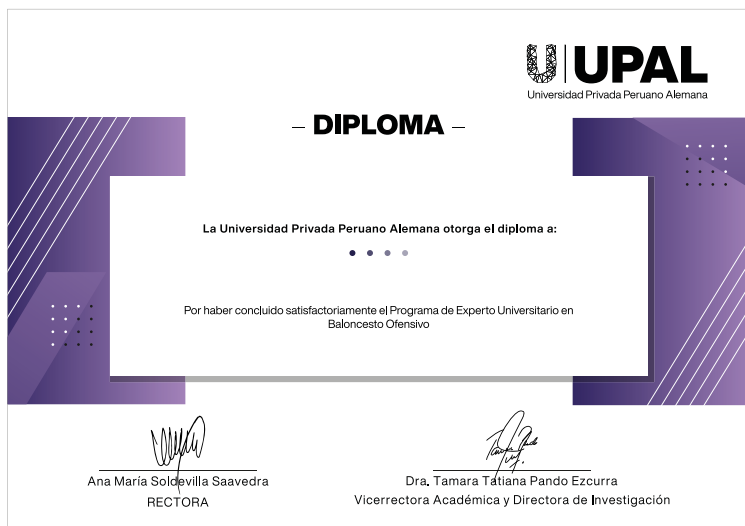 UPAL
Universidad Privada Peruano Alemana
– DIPLOMA –
La Universidad Privada Peruano Alemana otorga el diploma a:
Por haber concluido satisfactoriamente el Programa de Experto Universitario en
Baloncesto Ofensivo
Ana María Soldevilla Saavedra
RECTORA
Dra. Tamara Tatiana Pando Ezcurra
Vicerrectora Académica y Directora de Investigación